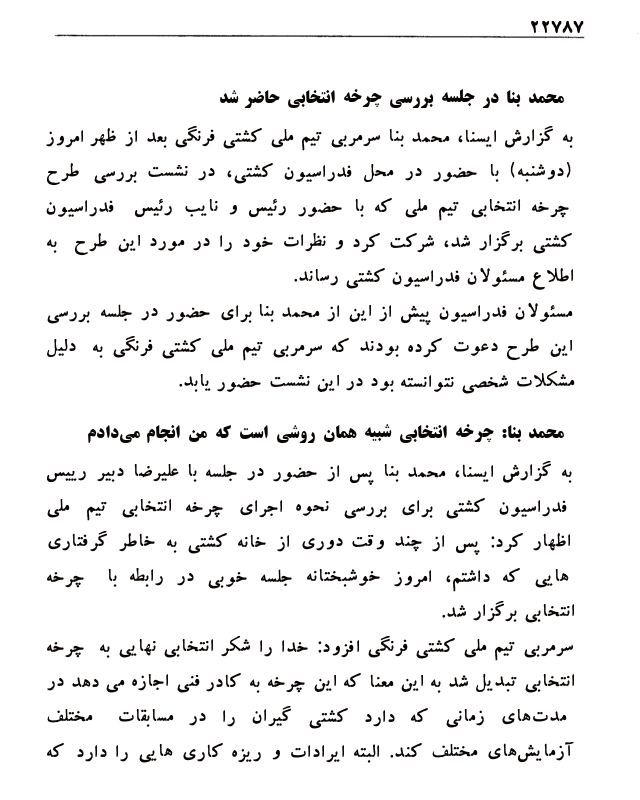 ۲۲۷۸۷
محمد بنا در جلسه بررسی چرخه انتخابی حاضر شد
به گزارش ایسنا، محمد بنا سرمربی تیم ملی کشتی فرنگی بعد از ظهر امروز
(دوشنبه) با حضور در محل فدراسیون کشتی، در نشست بررسی طرح
چرخه انتخابی تیم ملی که با حضور رئیس و نایب رئیس فدراسیون
کشتی برگزار شد، شرکت کرد و نظرات خود را در مورد این طرح به
اطلاع مسئولان فدراسیون کشتی رساند.
مسئولان فدراسیون پیش از این از محمد بنا برای حضور در جلسه بررسی
این طرح دعوت کرده بودند که سرمربی تیم ملی کشتی فرنگی به دلیل
مشکلات شخصی نتوانسته بود در این نشست حضور یابد.
محمد بنا: چرخه انتخابی شبیه همان روشی است که من انجام می‌دادم
به گزارش ایسنا، محمد بنا پس از حضور در جلسه با علیرضا دبیر رییس
فدراسیون کشتی برای بررسی نحوه اجرای چرخه انتخابی تیم ملی
اظهار کرد: پس از چند وقت دوری از خانه کشتی به خاطر گرفتاری
هایی که داشتم، امروز خوشبختانه جلسه خوبی در رابطه با چرخه
انتخابی برگزار شد.
سرمربی تیم ملی کشتی فرنگی افزود: خدا را شکر انتخابی نهایی به چرخه
انتخابی تبدیل شد به این معنا که این چرخه به کادر فنی اجازه می دهد در
مدت‌های زمانی که دارد کشتی گیران را در مسابقات مختلف
آزمایش‌های مختلف کند. البته ایرادات و ریزه کاری هایی را دارد که